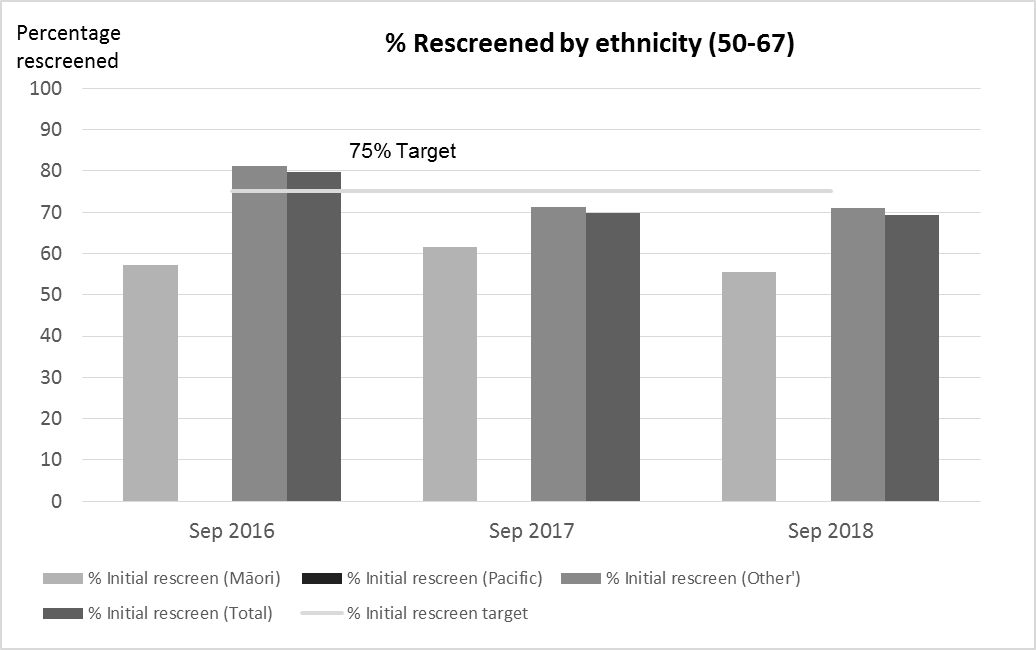 Percentage
rescreened
% Rescreened by ethnicity (50-67)
100
90
75% Target
80
70
60
50
40
30
20
10
0
Sep 2016
Sep 2017
Sep 2018
% Initial rescreen (Māori)
% Initial rescreen (Pacific)
% Initial rescreen (Other')
% Initial rescreen (Total)
% Initial rescreen target